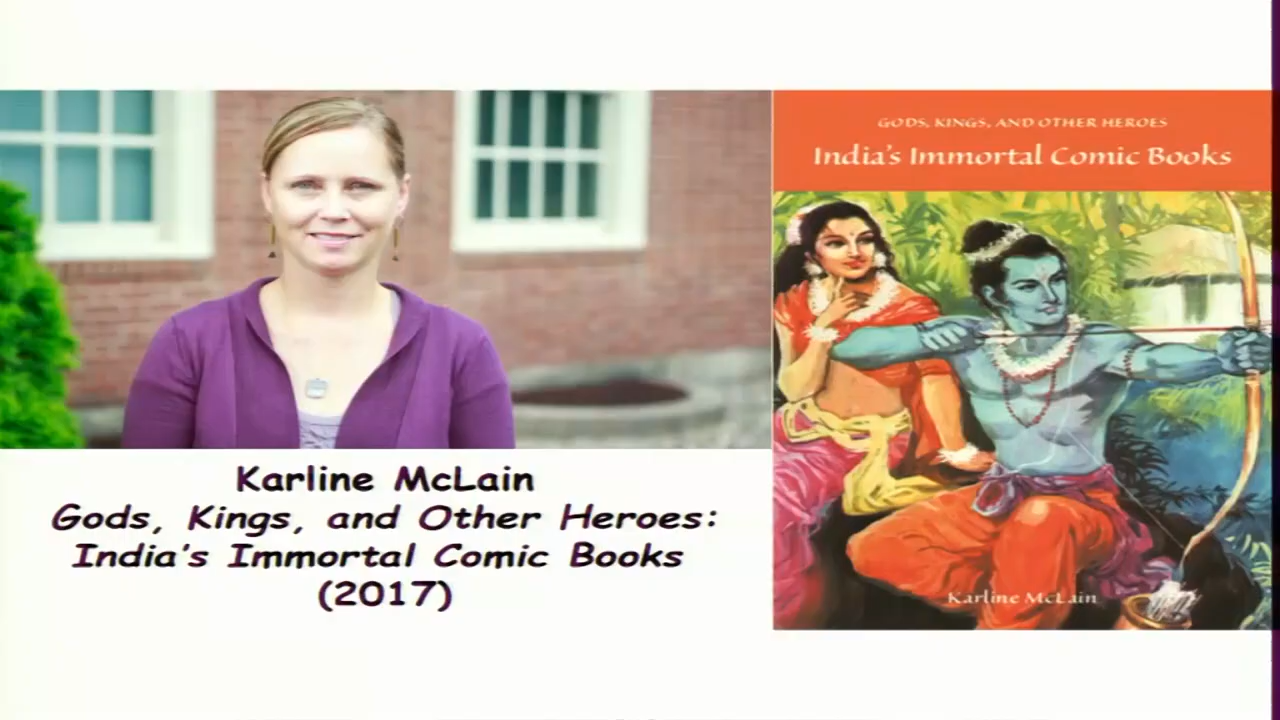 GODS, KINGS, AND OTHER HEROES
India's Immortal Comic Books
Karline McLain
Karline McLain
Gods, Kings, and Other Heroes:
India's Immortal Comic Books
(2017)